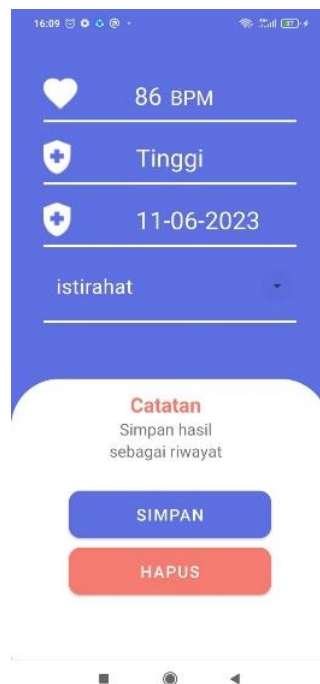 16:09
86 BPM
Tinggi
11-06-2023
istirahat
Catatan
Simpan hasil
sebagai riwayat
SIMPAN
HAPUS